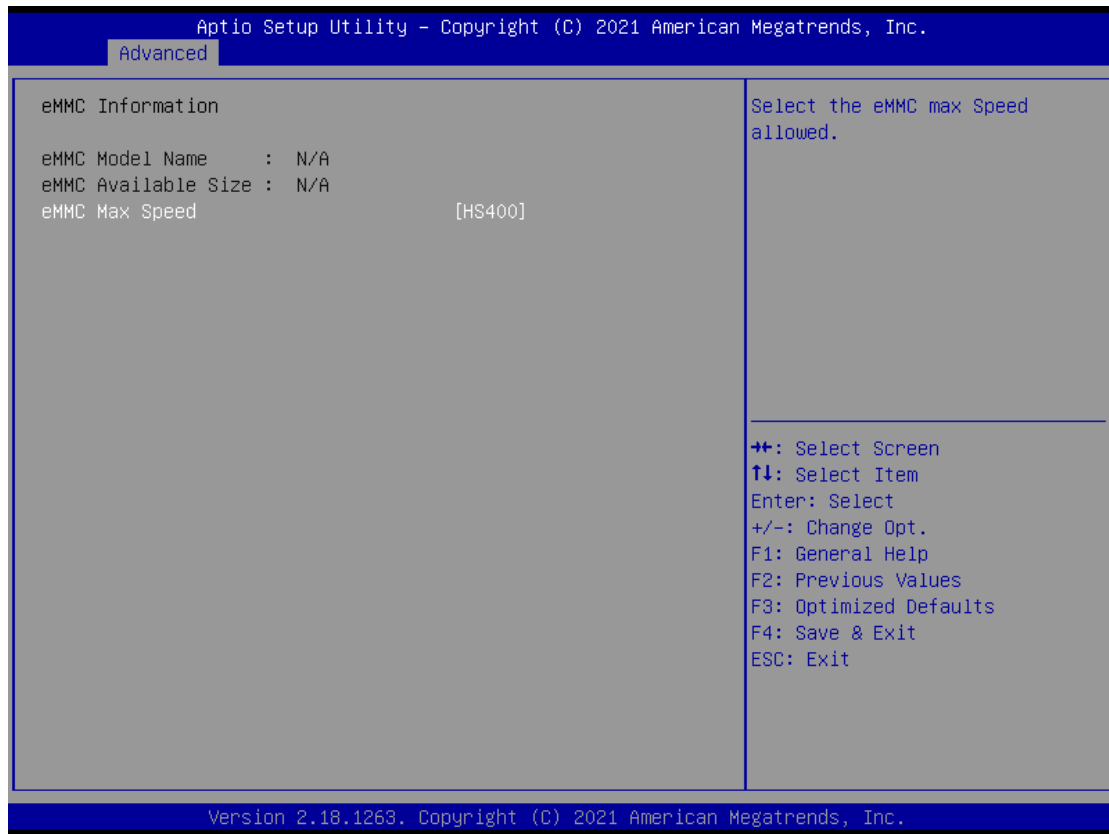 Aptio Setup Utility – Copyright (C) 2021 American Megatrends, Inc.
Advanced
eMMC Information
eMMC Model Name : N/A
eMMC Available Size : N/A
eMMC Max Speed [HS400]
Select the eMMC max Speed
allowed.
→←: Select Screen
↑↓: Select Item
Enter: Select
+/-: Change Opt.
F1: General Help
F2: Previous Values
F3: Optimized Defaults
F4: Save & Exit
ESC: Exit
Version 2.18.1263. Copyright (C) 2021 American Megatrends, Inc.